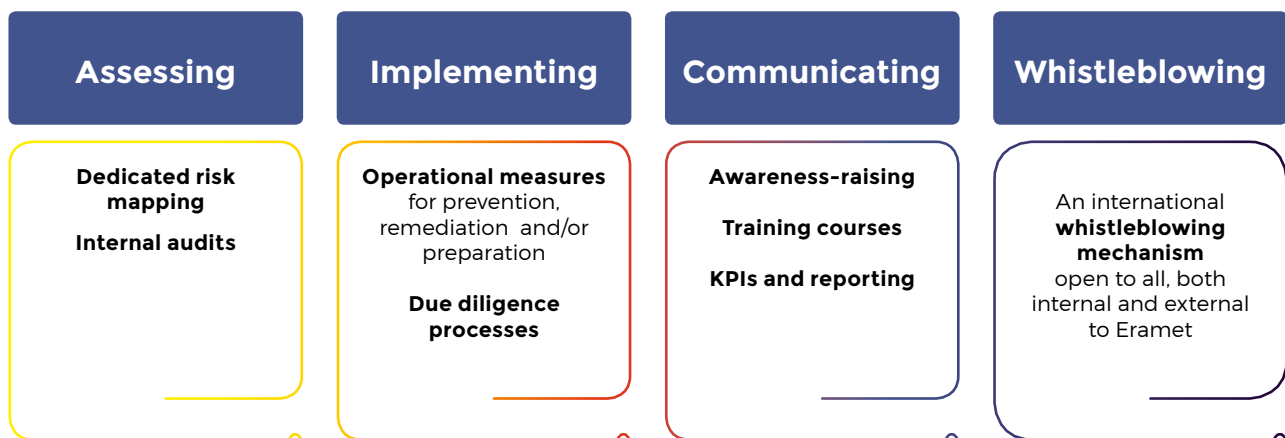 Assessing
Dedicated risk
mapping
Internal audits
Implementing
Operational measures
for prevention,
remediation and/or
preparation
Due diligence
processes
Communicating
Awareness-raising
Training courses
KPIs and reporting
Whistleblowing
An international
whistleblowing
mechanism
open to all, both
internal and external
to Eramet